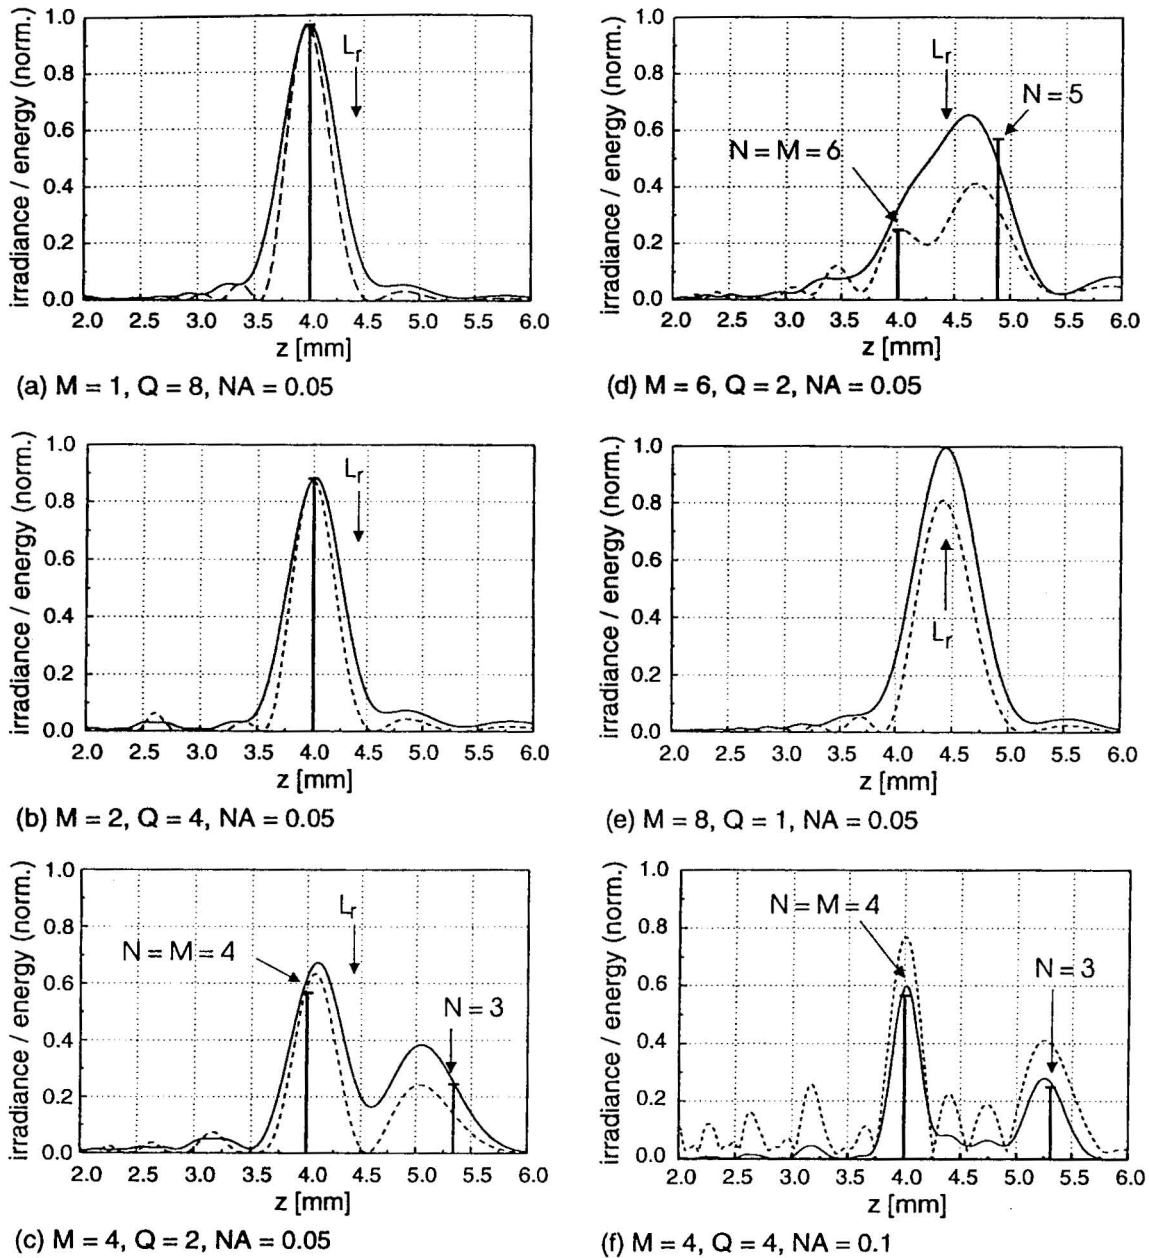 irradiance / energy (norm.)
1.0
0.8
0.6
0.4
0.2
0.0
L_r
2.0 2.5 3.0 3.5 4.0 4.5 5.0 5.5 6.0
z [mm]
(a) M = 1, Q = 8, NA = 0.05
irradiance / energy (norm.)
1.0
0.8
0.6
0.4
0.2
0.0
L_r
2.0 2.5 3.0 3.5 4.0 4.5 5.0 5.5 6.0
z [mm]
(b) M = 2, Q = 4, NA = 0.05
irradiance / energy (norm.)
1.0
0.8
0.6
0.4
0.2
0.0
L_r
N = M = 4
N = 3
2.0 2.5 3.0 3.5 4.0 4.5 5.0 5.5 6.0
z [mm]
(c) M = 4, Q = 2, NA = 0.05
irradiance / energy (norm.)
1.0
0.8
0.6
0.4
0.2
0.0
L_r
N = 5
N = M = 6
2.0 2.5 3.0 3.5 4.0 4.5 5.0 5.5 6.0
z [mm]
(d) M = 6, Q = 2, NA = 0.05
irradiance / energy (norm.)
1.0
0.8
0.6
0.4
0.2
0.0
L_r
2.0 2.5 3.0 3.5 4.0 4.5 5.0 5.5 6.0
z [mm]
(e) M = 8, Q = 1, NA = 0.05
irradiance / energy (norm.)
1.0
0.8
0.6
0.4
0.2
0.0
N = M = 4
N = 3
2.0 2.5 3.0 3.5 4.0 4.5 5.0 5.5 6.0
z [mm]
(f) M = 4, Q = 4, NA = 0.1